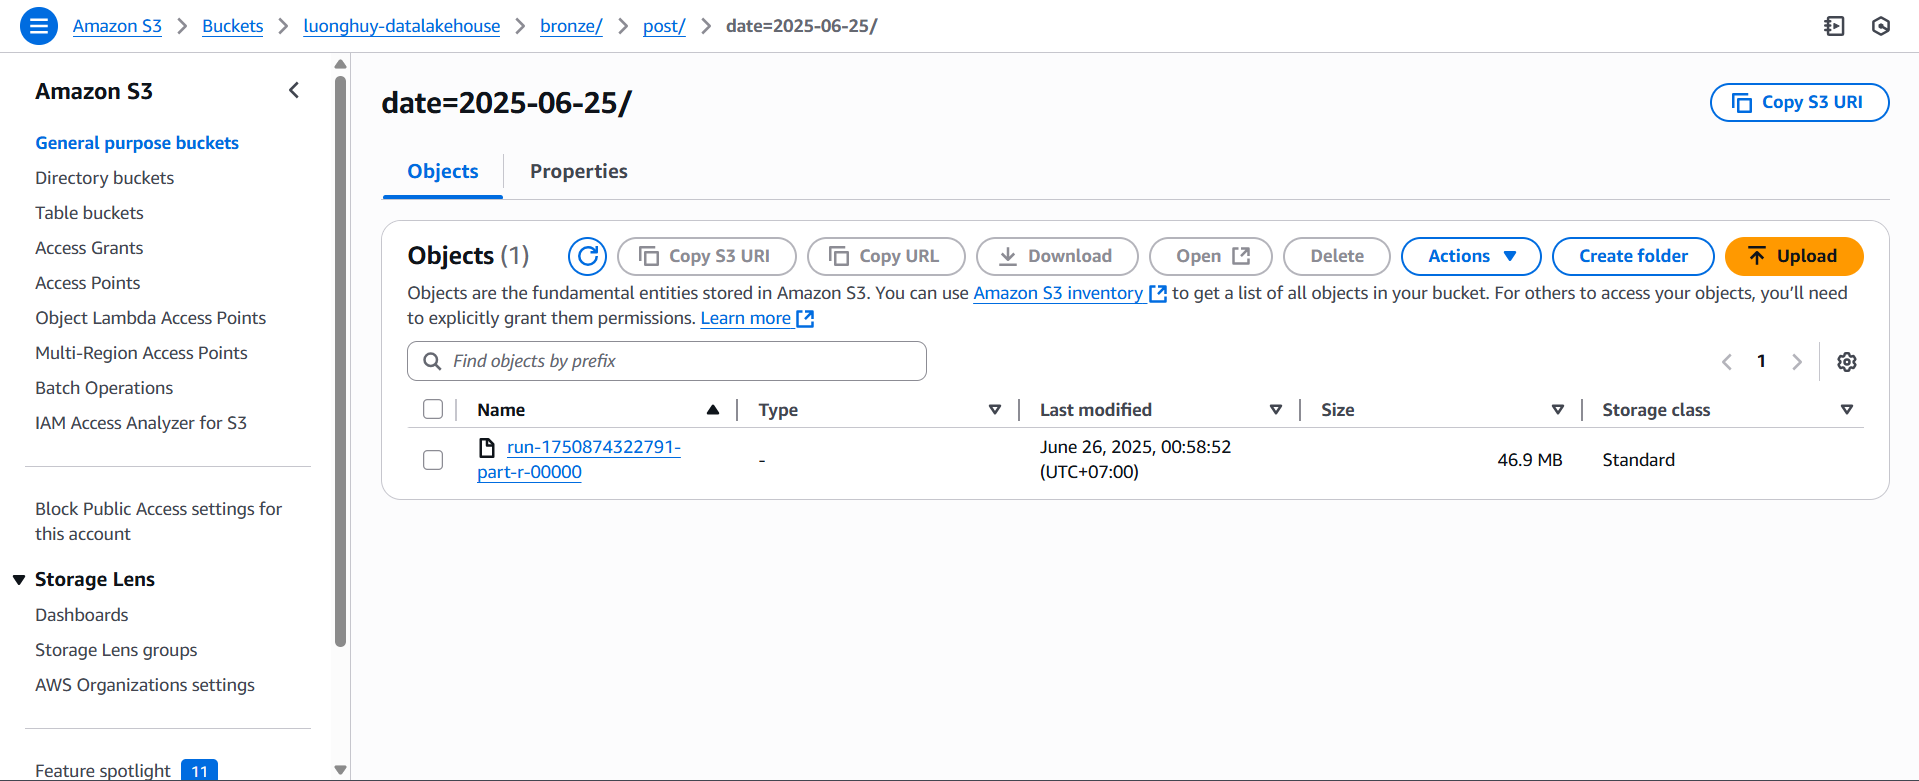 Amazon S3 > Buckets > luonghuy-datalakehouse > bronze/ > post/ > date=2025-06-25/
Amazon S3
General purpose buckets
Directory buckets
Table buckets
Access Grants
Access Points
Object Lambda Access Points
Multi-Region Access Points
Batch Operations
IAM Access Analyzer for S3
Block Public Access settings for
this account
Storage Lens
Dashboards
Storage Lens groups
AWS Organizations settings
Feature spotlight 11
date=2025-06-25/
Copy S3 URI
Objects Properties
Objects (1) Copy S3 URI Copy URL Download Open Delete Actions Create folder Upload
Objects are the fundamental entities stored in Amazon S3. You can use Amazon S3 inventory to get a list of all objects in your bucket. For others to access your objects, you’ll need
to explicitly grant them permissions. Learn more
Find objects by prefix
1
Name Type Last modified Size Storage class
run-1750874322791-
part-r-00000
-
June 26, 2025, 00:58:52
(UTC+07:00)
46.9 MB
Standard